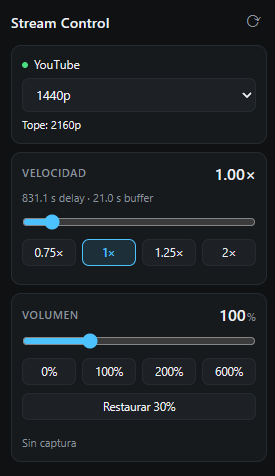 Stream Control
YouTube
1440p
Tope: 2160p
VELOCIDAD 1.00×
831.1 s delay · 21.0 s buffer
0.75× 1× 1.25× 2×
VOLUMEN 100%
0% 100% 200% 600%
Restaurar 30%
Sin captura